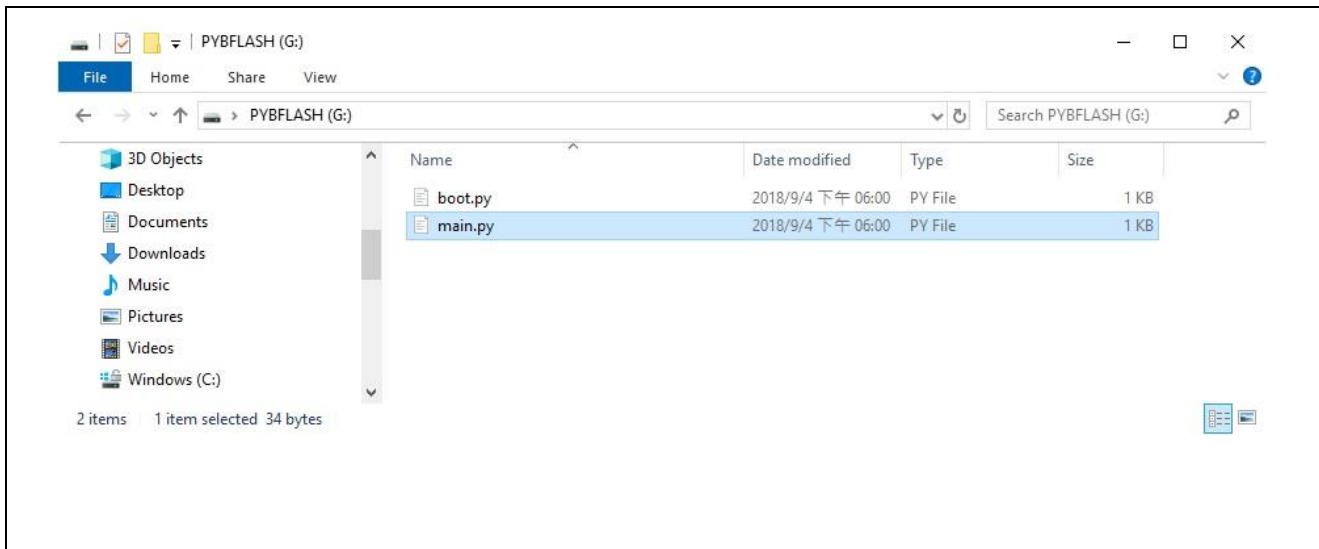 PYBFLASH (G:)
File Home Share View
PYBFLASH (G:) Search PYBFLASH (G:)
3D Objects Name Date modified Type Size
Desktop boot.py 2018/9/4 下午 06:00 PY File 1 KB
Documents main.py 2018/9/4 下午 06:00 PY File 1 KB
Downloads
Music
Pictures
Videos
Windows (C:)
2 items 1 item selected 34 bytes